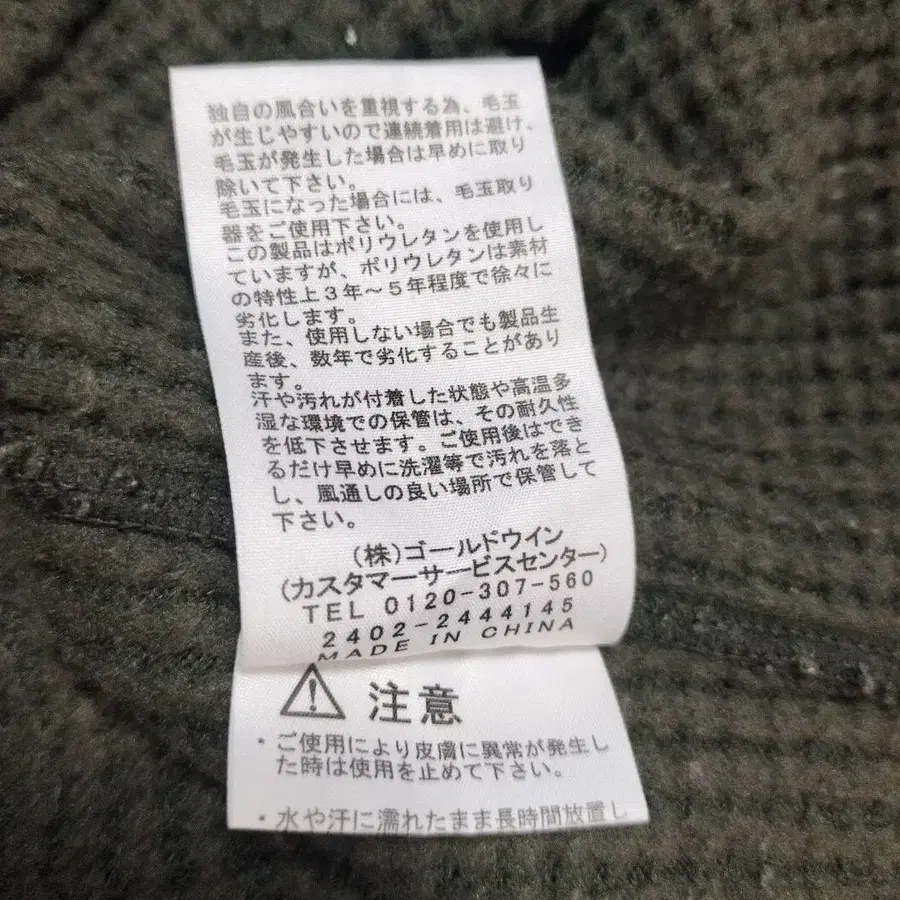 独自の風合いを重視する為、毛玉
が生じやすいので連続着用は避け、
毛玉が発生した場合は早めに取り
除いて下さい。
毛玉になった場合には、毛玉取り
器をご使用下さい。
この製品はポリウレタンを使用し
ていますが、ポリウレタンは素材
の特性上3年～5年程度で徐々に
劣化します。
また、使用しない場合でも製品生
産後、数年で劣化することがあり
ます。
汗や汚れが付着した状態や高温多
湿な環境での保管は、その耐久性
を低下させます。ご使用後はでき
るだけ早めに洗濯等で汚れを落と
し、風通しの良い場所で保管して
下さい。
(株)ゴールドウイン
(カスタマーサービスセンター)
TEL 0120-307-560
2402-2444145
MADE IN CHINA
注意
・ご使用により皮膚に異常が発生し
た時は使用を止めて下さい。
・水や汗に濡れたまま長時間放置し